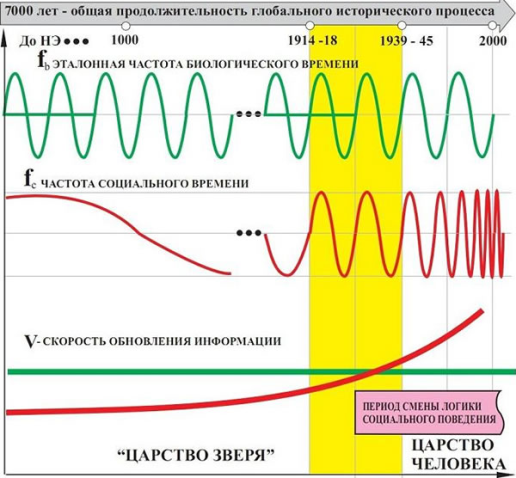 7000 лет - общая продолжительность глобального исторического процесса
До НЭ ●●● 1000 1914 -18 1939 - 45 2000
fb ЭТАЛОННАЯ ЧАСТОТА БИОЛОГИЧЕСКОГО ВРЕМЕНИ
●●●
fc ЧАСТОТА СОЦИАЛЬНОГО ВРЕМЕНИ
●●●
V- СКОРОСТЬ ОБНОВЛЕНИЯ ИНФОРМАЦИИ
ПЕРИОД СМЕНЫ ЛОГИКИ
СОЦИАЛЬНОГО ПОВЕДЕНИЯ
“ЦАРСТВО ЗВЕРЯ”
ЦАРСТВО
ЧЕЛОВЕКА